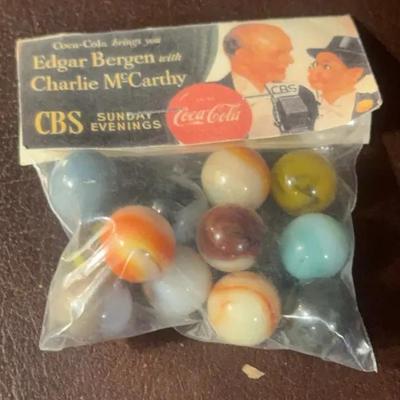 Coca-Cola brings you
Edgar Bergen with
Charlie McCarthy
CBS SUNDAY EVENINGS
CBS
Coca-Cola